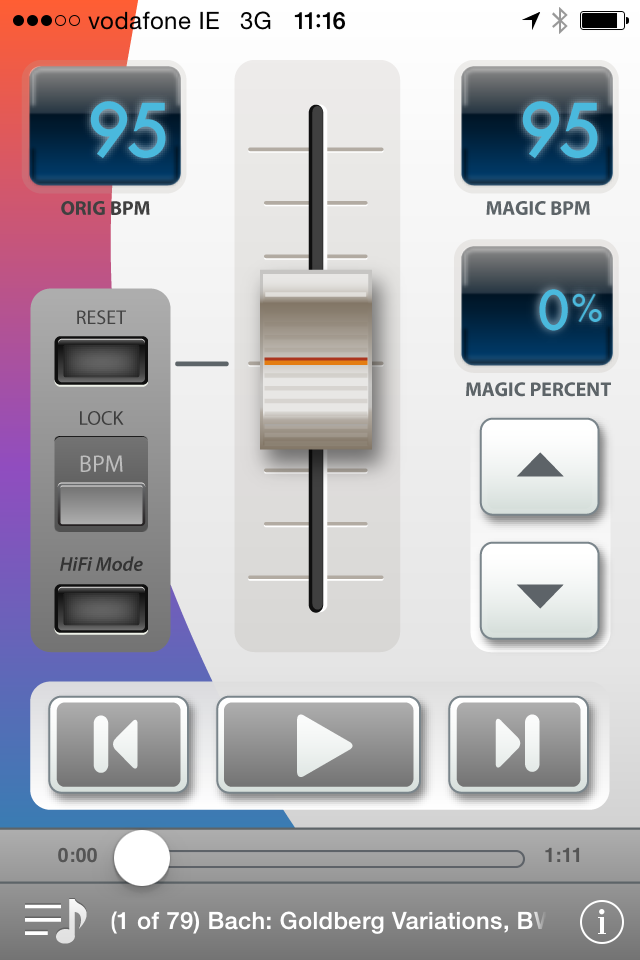 vodafone IE 3G 11:16
95 95
ORIG BPM MAGIC BPM
0%
MAGIC PERCENT
RESET
LOCK
BPM
HiFi Mode
0:00 1:11
(1 of 79) Bach: Goldberg Variations, BW